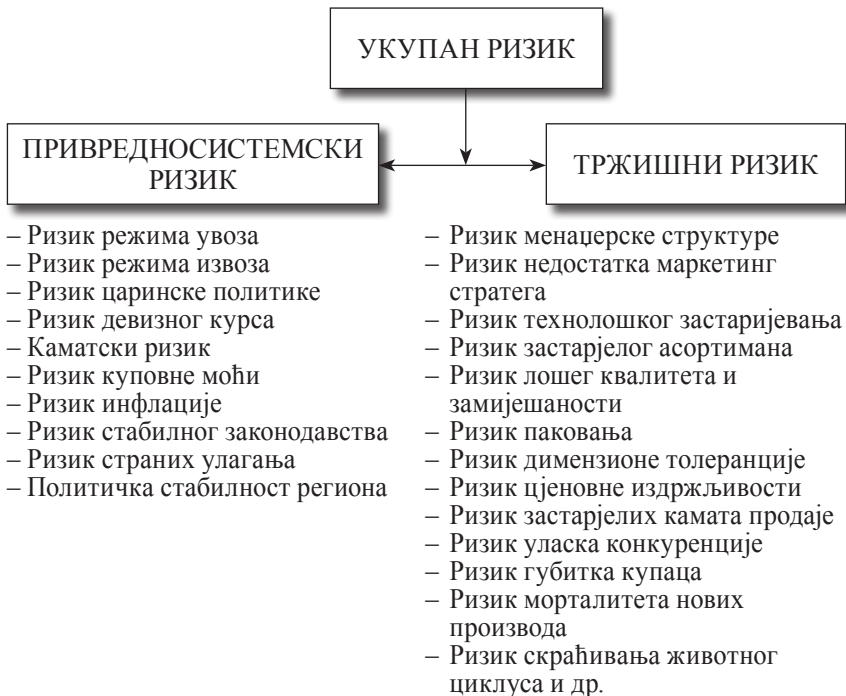 УКУПАН РИЗИК
ПРИВРЕДНОСИСТЕМСКИ
РИЗИК
– Ризик режима увоза
– Ризик режима извоза
– Ризик царинске политике
– Ризик девизног курса
– Каматски ризик
– Ризик куповне моћи
– Ризик инфлације
– Ризик стабилног законодавства
– Ризик страних улагања
– Политичка стабилност региона
ТРЖИШНИ РИЗИК
– Ризик менаџерске структуре
– Ризик недостатка маркетинг
стратега
– Ризик технолошког застаријевања
– Ризик застарјелог асортимана
– Ризик лошег квалитета и
замијешаности
– Ризик паковања
– Ризик димензионе толеранције
– Ризик цјеновне издржљивости
– Ризик застарјелих камата продаје
– Ризик уласка конкуренције
– Ризик губитка купаца
– Ризик морталитета нових
производа
– Ризик скраћивања животног
циклуса и др.